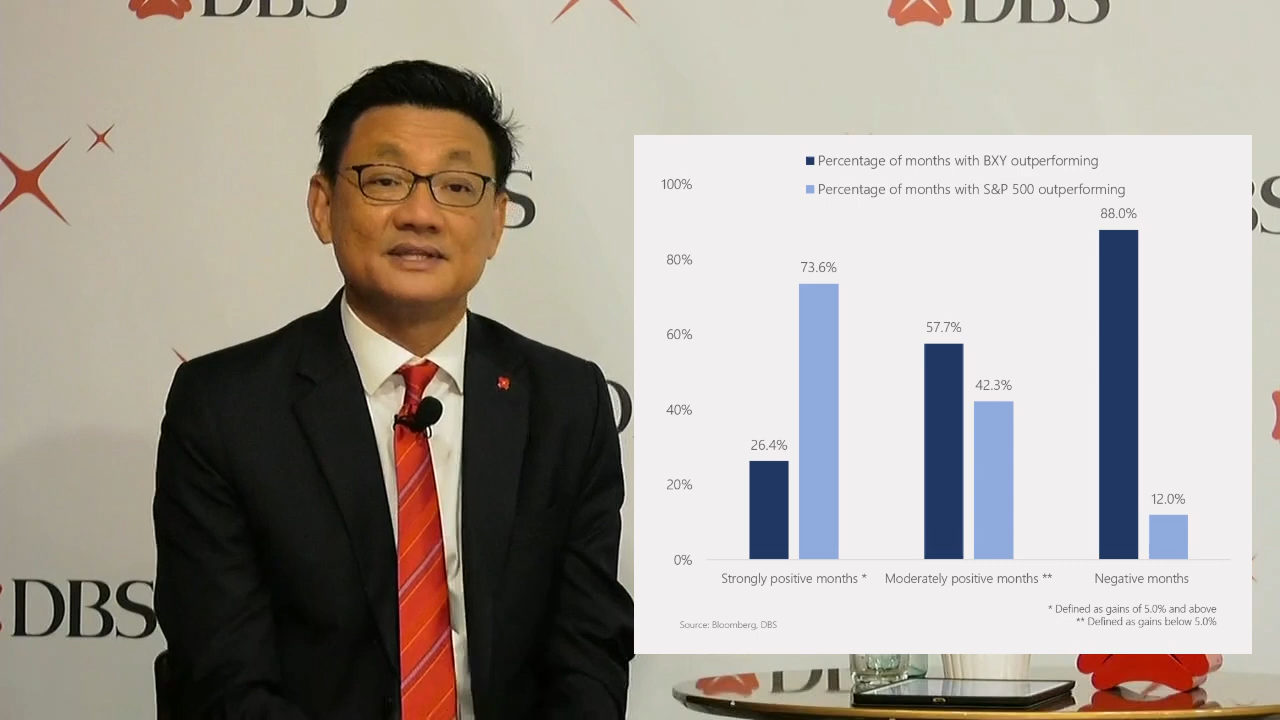 DBS
DBS
DBS
Percentage of months with BXY outperforming
Percentage of months with S&P 500 outperforming
100%
80%
60%
40%
20%
0%
26.4%
73.6%
57.7%
42.3%
88.0%
12.0%
Strongly positive months *
Moderately positive months **
Negative months
* Defined as gains of 5.0% and above
** Defined as gains below 5.0%
Source: Bloomberg, DBS